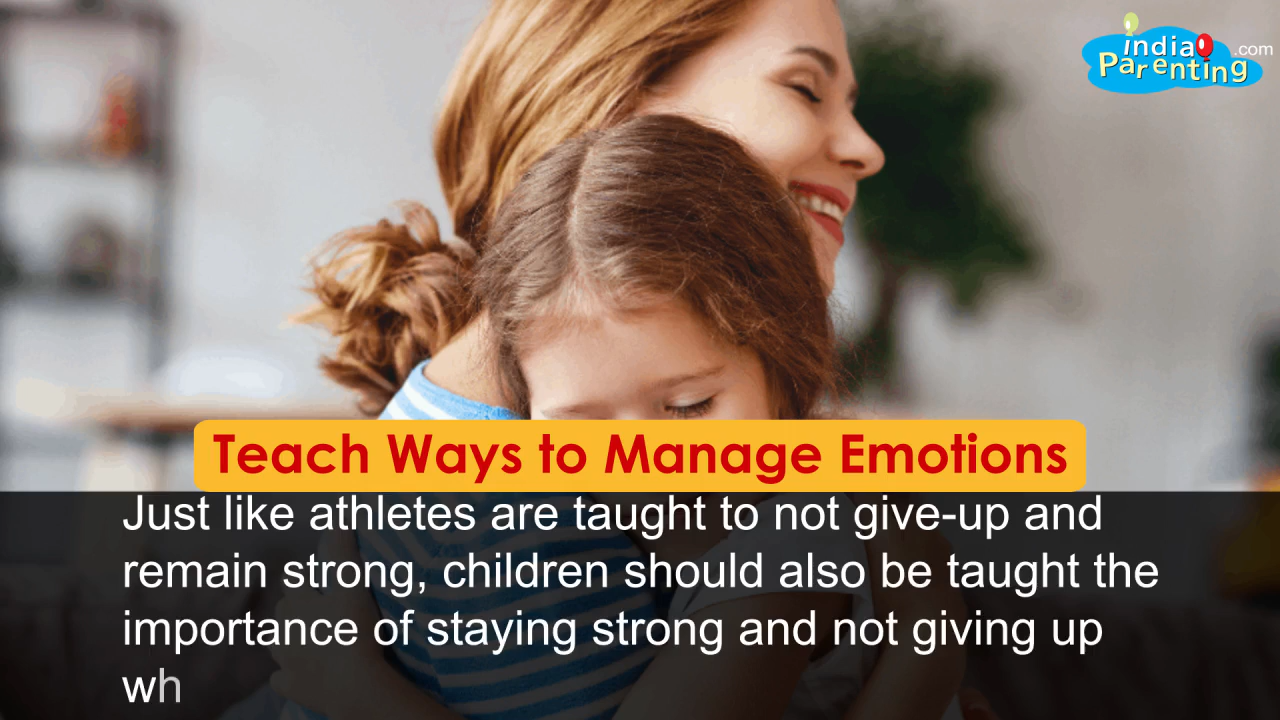 india
Parenting
.com
Teach Ways to Manage Emotions
Just like athletes are taught to not give-up and
remain strong, children should also be taught the
importance of staying strong and not giving up
wh